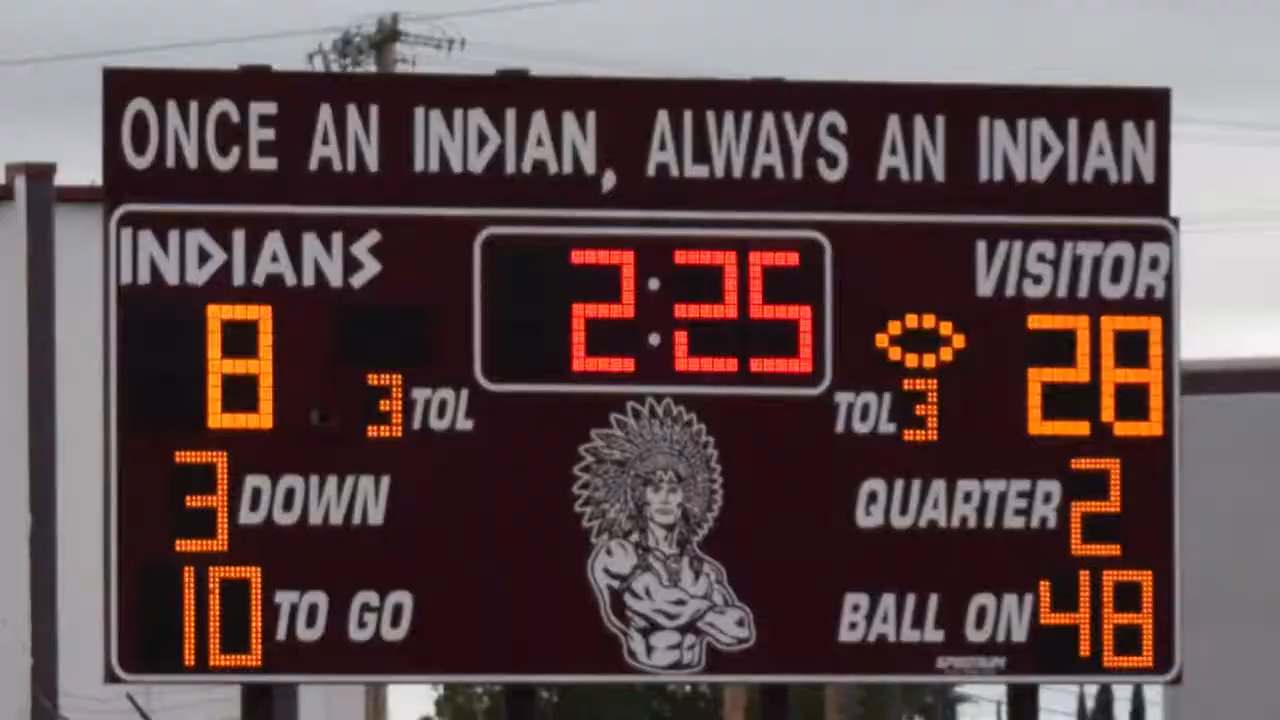 ONCE AN INDIAN, ALWAYS AN INDIAN
INDIANS 2:25 VISITOR
8 28
3 TOL TOL 3
3 DOWN QUARTER 2
10 TO GO BALL ON 48
SPECTRUM